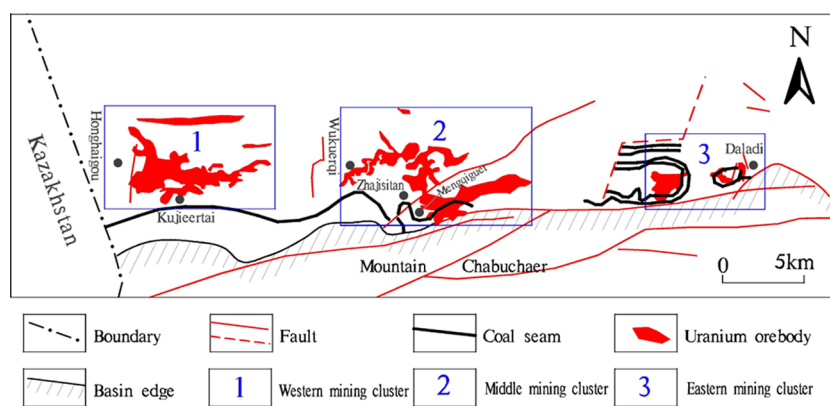 N
Kazakhstan
Honghaigou
1
Kujieertai
Wukuerqi
2
Zhajisitan
Mengqiguer
3
Daladi
Mountain Chabuchaer
0 5km
Boundary
Fault
Coal seam
Uranium orebody
Basin edge
1 Western mining cluster
2 Middle mining cluster
3 Eastern mining cluster